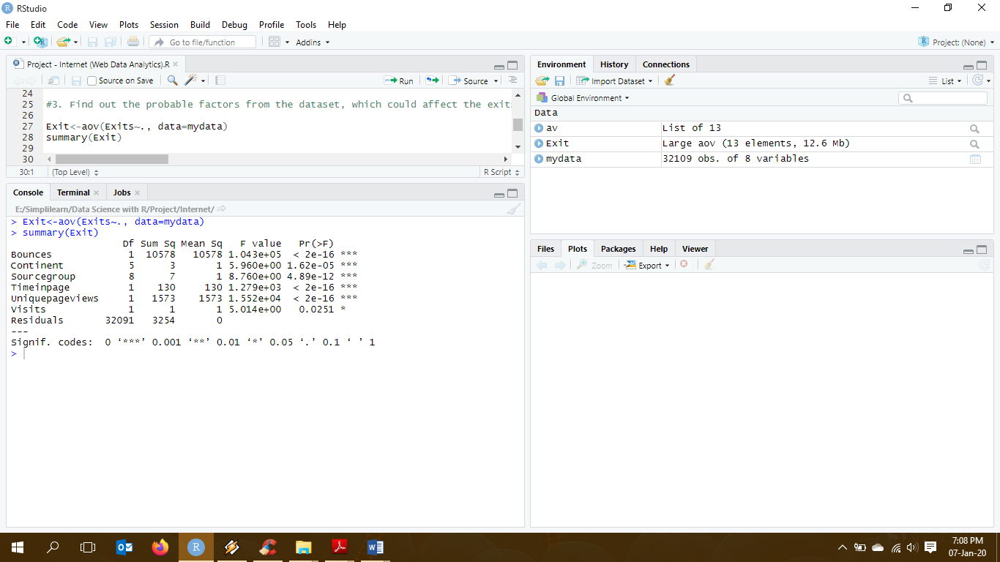 RStudio
File Edit Code View Plots Session Build Debug Profile Tools Help
Go to file/function Addins Project: (None)
Project - Internet (Web Data Analytics).R
Source on Save Run Source
24
25 #3. Find out the probable factors from the dataset, which could affect the exit
26
27 Exit<-aov(Exits~., data=mydata)
28 summary(Exit)
29
30
30:1 (Top Level) R Script
Console Terminal Jobs
E:/Simplilearn/Data Science with R/Project/Internet/
> Exit<-aov(Exits~., data=mydata)
> summary(Exit)
Df Sum Sq Mean Sq F value Pr(>F)
Bounces 1 10578 10578 1.043e+05 < 2e-16 ***
Continent 5 3 1 5.960e+00 1.62e-05 ***
Sourcegroup 8 7 1 8.760e+00 4.89e-12 ***
Timeinpage 1 130 130 1.279e+03 < 2e-16 ***
Uniquepageviews 1 1573 1573 1.552e+04 < 2e-16 ***
Visits 1 1 1 5.014e+00 0.0251 *
Residuals 32091 3254 0
---
Signif. codes: 0 ‘***’ 0.001 ‘**’ 0.01 ‘*’ 0.05 ‘.’ 0.1 ‘ ’ 1
>
Environment History Connections
Import Dataset List
Global Environment
Data
av List of 13
Exit Large aov (13 elements, 12.6 Mb)
mydata 32109 obs. of 8 variables
Files Plots Packages Help Viewer
Zoom Export
7:08 PM
07-Jan-20